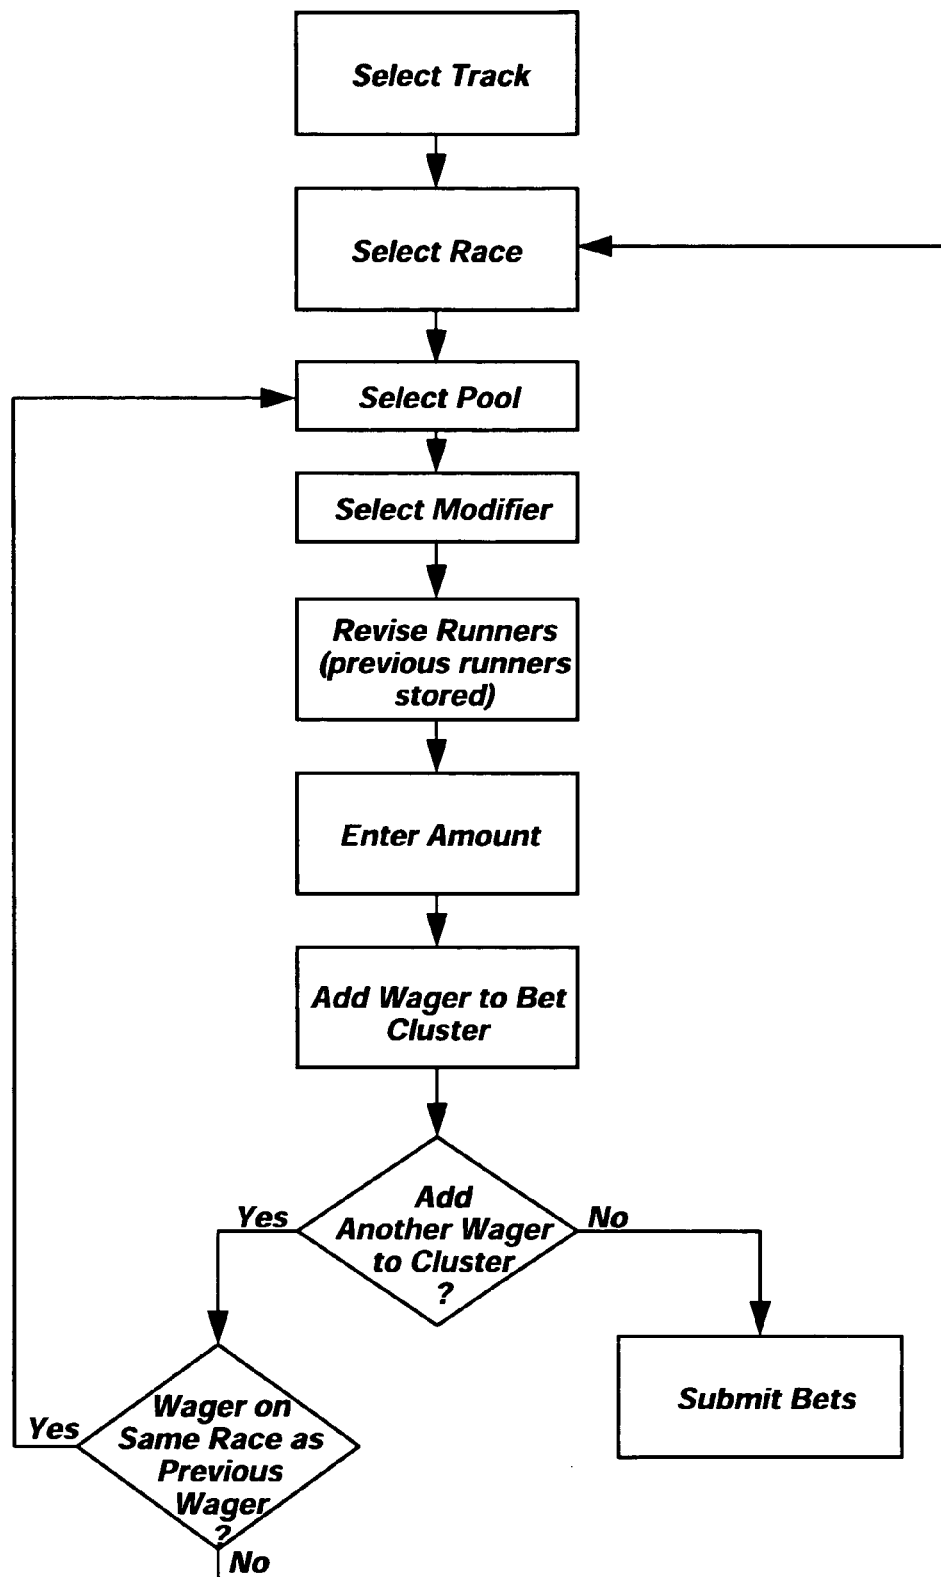 Select Track
Select Race
Select Pool
Select Modifier
Revise Runners
(previous runners
stored)
Enter Amount
Add Wager to Bet
Cluster
Add
Another Wager
to Cluster
?
Yes
No
Submit Bets
Wager on
Same Race as
Previous
Wager
?
Yes
No